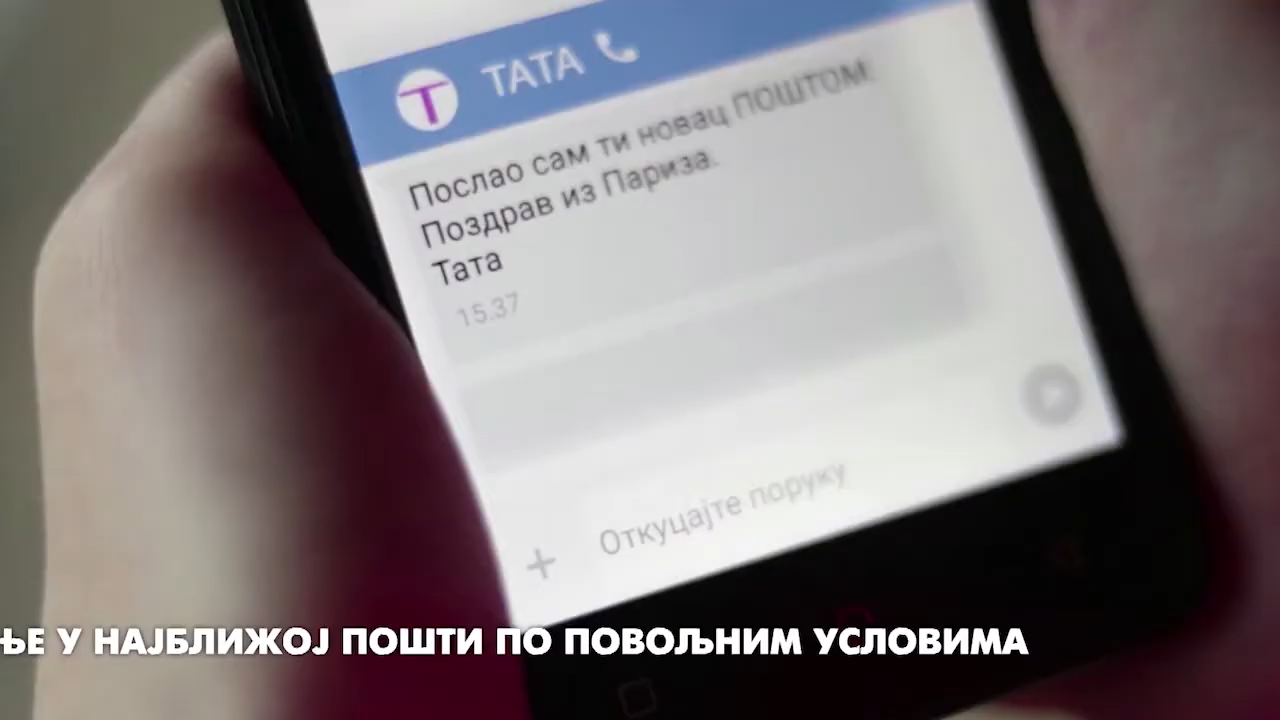 Т ТАТА
Послао сам ти новац ПОШТОМ.
Поздрав из Париза.
Тата
15.37
Откуцајте поруку
ЊЕ У НАЈБЛИЖОЈ ПОШТИ ПО ПОВОЉНИМ УСЛОВИМА